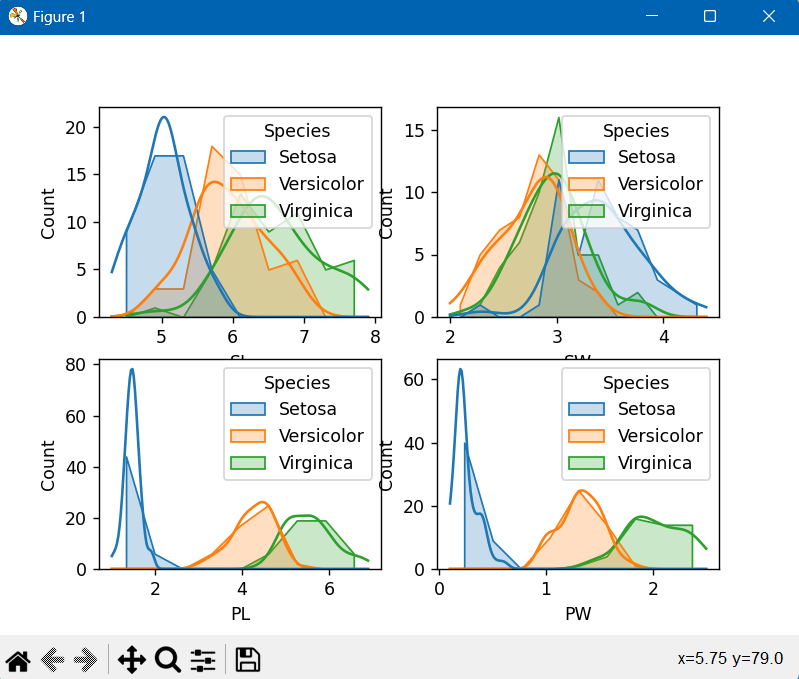 Figure 1
20
15
10
5
0
Count
5 6 7 8
SL
Species
Setosa
Versicolor
Virginica
15
10
5
0
Count
2 3 4
SW
Species
Setosa
Versicolor
Virginica
80
60
40
20
0
Count
2 4 6
PL
Species
Setosa
Versicolor
Virginica
60
40
20
0
Count
0 1 2
PW
Species
Setosa
Versicolor
Virginica
x=5.75 y=79.0